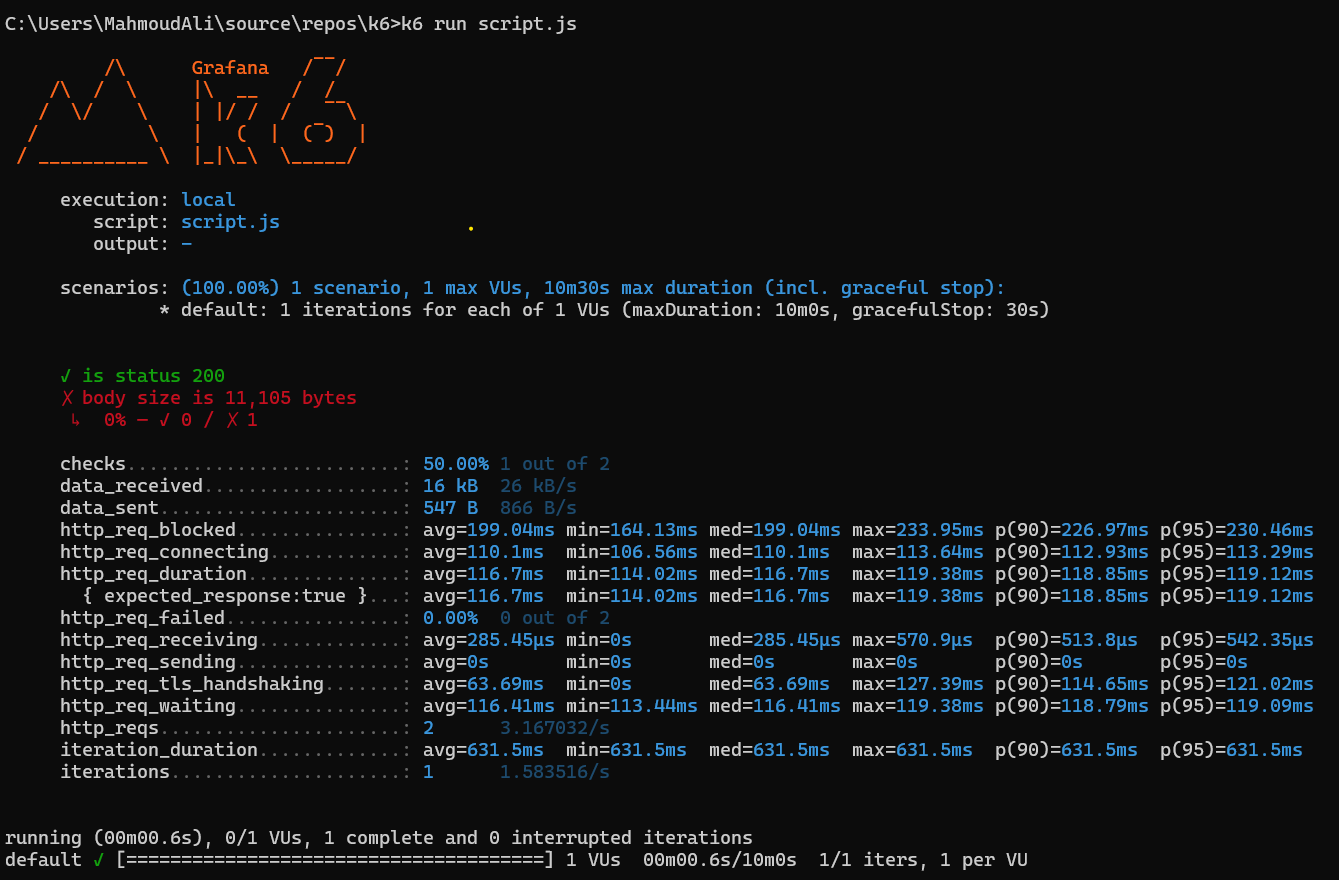 C:\Users\MahmoudAli\source\repos\k6>k6 run script.js
Grafana
k6
execution: local
script: script.js
output: -
scenarios: (100.00%) 1 scenario, 1 max VUs, 10m30s max duration (incl. graceful stop):
* default: 1 iterations for each of 1 VUs (maxDuration: 10m0s, gracefulStop: 30s)
✓ is status 200
✗ body size is 11,105 bytes
↳  0% — ✓ 0 / ✗ 1
checks.........................: 50.00% 1 out of 2
data_received..................: 16 kB  26 kB/s
data_sent......................: 547 B  866 B/s
http_req_blocked...............: avg=199.04ms min=164.13ms med=199.04ms max=233.95ms p(90)=226.97ms p(95)=230.46ms
http_req_connecting............: avg=110.1ms  min=106.56ms med=110.1ms  max=113.64ms p(90)=112.93ms p(95)=113.29ms
http_req_duration..............: avg=116.7ms  min=114.02ms med=116.7ms  max=119.38ms p(90)=118.85ms p(95)=119.12ms
{ expected_response:true }...: avg=116.7ms  min=114.02ms med=116.7ms  max=119.38ms p(90)=118.85ms p(95)=119.12ms
http_req_failed................: 0.00%  0 out of 2
http_req_receiving.............: avg=285.45µs min=0s       med=285.45µs max=570.9µs  p(90)=513.8µs  p(95)=542.35µs
http_req_sending...............: avg=0s       min=0s       med=0s       max=0s       p(90)=0s       p(95)=0s
http_req_tls_handshaking.......: avg=63.69ms  min=0s       med=63.69ms  max=127.39ms p(90)=114.65ms p(95)=121.02ms
http_req_waiting...............: avg=116.41ms min=113.44ms med=116.41ms max=119.38ms p(90)=118.79ms p(95)=119.09ms
http_reqs......................: 2      3.167032/s
iteration_duration.............: avg=631.5ms  min=631.5ms  med=631.5ms  max=631.5ms  p(90)=631.5ms  p(95)=631.5ms
iterations.....................: 1      1.583516/s
running (00m00.6s), 0/1 VUs, 1 complete and 0 interrupted iterations
default ✓ [======================================] 1 VUs  00m00.6s/10m0s  1/1 iters, 1 per VU